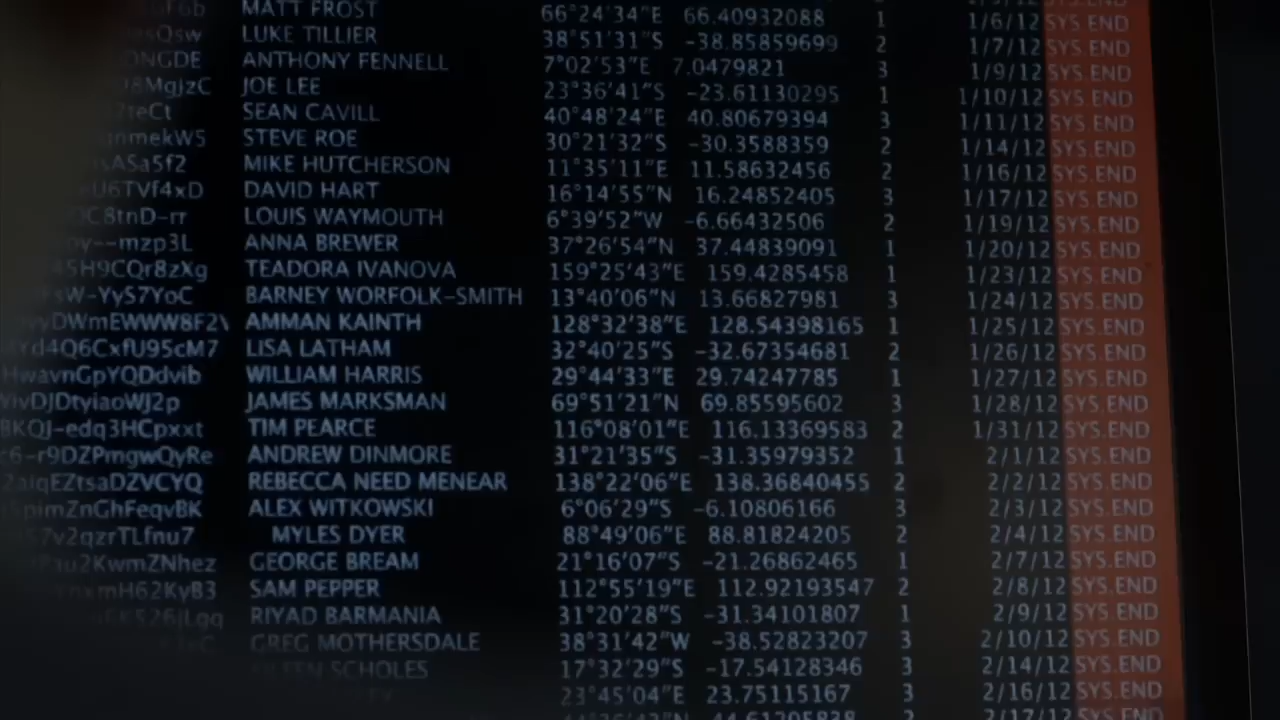 MATT FROST 66°24'34"E 66.40932088 1 1/6/12 SYS.END
LUKE TILLIER 38°51'31"S -38.85859699 2 1/7/12 SYS.END
ANTHONY FENNELL 7°02'53"E 7.0479821 3 1/9/12 SYS.END
JOE LEE 23°36'41"S -23.61130295 1 1/10/12 SYS.END
SEAN CAVILL 40°48'24"E 40.80679394 3 1/11/12 SYS.END
STEVE ROE 30°21'32"S -30.3588359 2 1/14/12 SYS.END
MIKE HUTCHERSON 11°35'11"E 11.58632456 2 1/16/12 SYS.END
DAVID HART 16°14'55"N 16.24852405 3 1/17/12 SYS.END
LOUIS WAYMOUTH 6°39'52"W -6.66432506 2 1/19/12 SYS.END
ANNA BREWER 37°26'54"N 37.44839091 1 1/20/12 SYS.END
TEADORA IVANOVA 159°25'43"E 159.4285458 1 1/23/12 SYS.END
BARNEY WORFOLK-SMITH 13°40'06"N 13.66827981 3 1/24/12 SYS.END
AMMAN KAINTH 128°32'38"E 128.54398165 1 1/25/12 SYS.END
LISA LATHAM 32°40'25"S -32.67354681 2 1/26/12 SYS.END
HwavnGpYQDdvib WILLIAM HARRIS 29°44'33"E 29.74247785 1 1/27/12 SYS.END
YivDJDtyiaoWJ2p JAMES MARKSMAN 69°51'21"N 69.85595602 3 1/28/12 SYS.END
BKQJ-edq3HCpxxt TIM PEARCE 116°08'01"E 116.13369583 2 1/31/12 SYS.END
ANDREW DINMORE 31°21'35"S -31.35979352 1 2/1/12 SYS.END
2aiqEZtsaDZVCYQ REBECCA NEED MENEAR 138°22'06"E 138.36840455 2 2/2/12 SYS.END
ALEX WITKOWSKI 6°06'29"S -6.10806166 3 2/3/12 SYS.END
MYLES DYER 88°49'06"E 88.81824205 2 2/4/12 SYS.END
GEORGE BREAM 21°16'07"S -21.26862465 1 2/7/12 SYS.END
SAM PEPPER 112°55'19"E 112.92193547 2 2/8/12 SYS.END
RIYAD BARMANIA 31°20'28"S -31.34101807 1 2/9/12 SYS.END
GREG MOTHERSDALE 38°31'42"W -38.52823207 3 2/10/12 SYS.END
SCHOLES 17°32'29"S -17.54128346 3 2/14/12 SYS.END
23°45'04"E 23.75115167 3 2/16/12 SYS.END
2/17/12 SYS.END